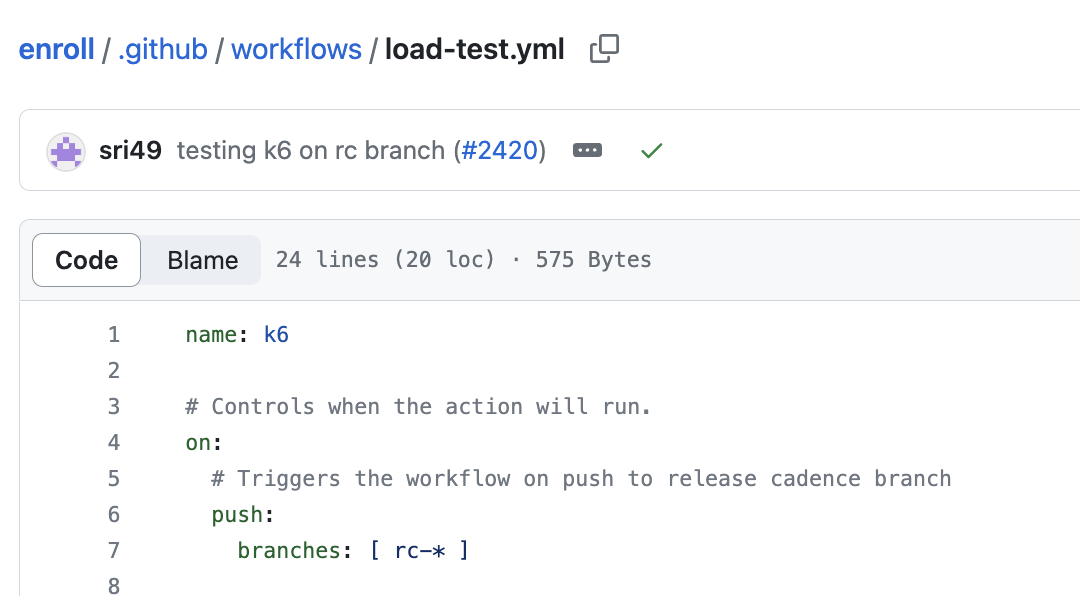 enroll / .github / workflows / load-test.yml
sri49 testing k6 on rc branch (#2420)
Code Blame 24 lines (20 loc) · 575 Bytes
1 name: k6
2
3 # Controls when the action will run.
4 on:
5   # Triggers the workflow on push to release cadence branch
6   push:
7     branches: [ rc-* ]
8